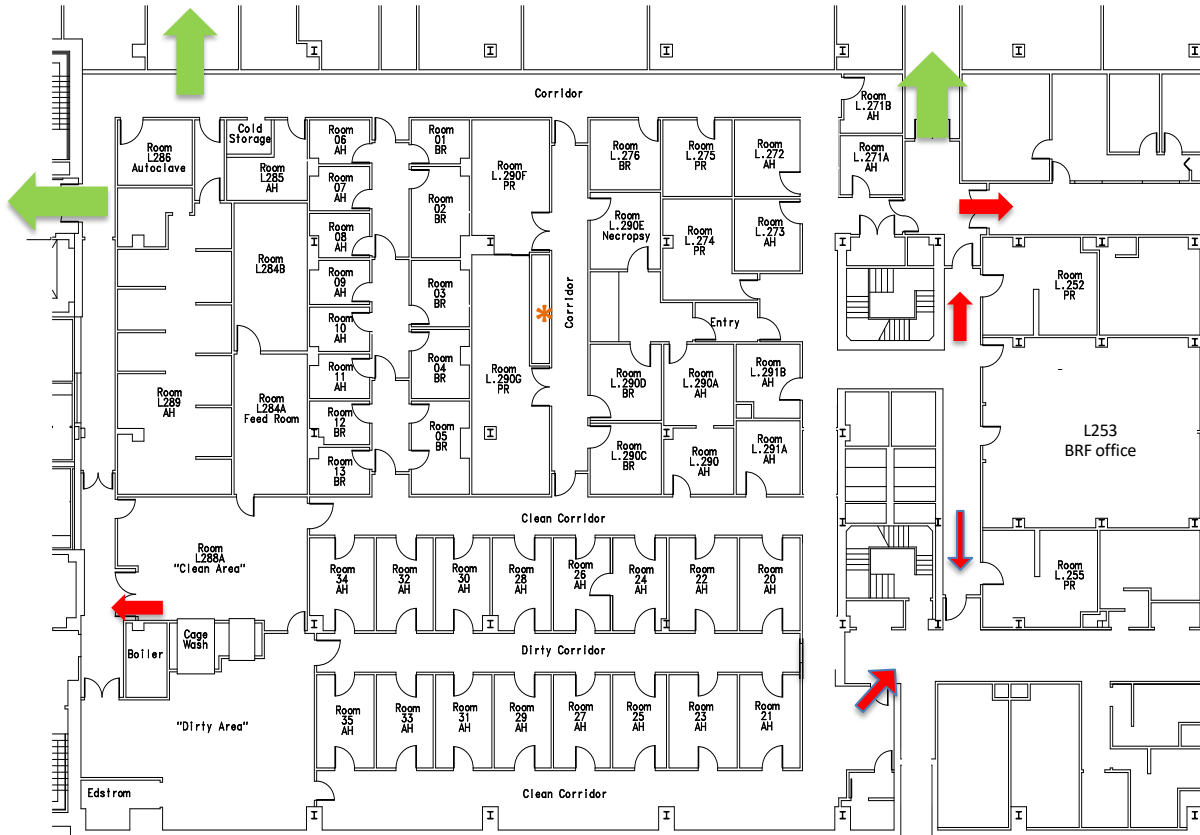 Corridor
Room
L.271B
AH
Room
L286
Autoclave
Cold
Storage
Room
L285
AH
Room
06
AH
Room
01
BR
Room
L.290F
PR
Room
L.276
BR
Room
L.275
PR
Room
L.272
AH
Room
L.271A
AH
Room
07
AH
Room
02
BR
Room
08
AH
Room
L.290E
Necropsy
Room
L.274
PR
Room
L.273
AH
Room
L284B
Room
09
AH
Room
03
BR
Corridor
*
Room
L.252
PR
Room
10
AH
Entry
Room
L289
AH
Room
L284A
Feed Room
Room
11
AH
Room
04
BR
Room
L.290G
PR
Room
L.290D
BR
Room
L.290A
AH
Room
L.291B
AH
Room
12
BR
Room
05
BR
Room
13
BR
Room
L.290C
BR
Room
L.290
AH
Room
L.291A
AH
L253
BRF office
Clean Corridor
Room
L288A
"Clean Area"
Room
34
AH
Room
32
AH
Room
30
AH
Room
28
AH
Room
26
AH
Room
24
AH
Room
22
AH
Room
20
AH
Room
L.255
PR
Cage
Wash
Boiler
Dirty Corridor
"Dirty Area"
Room
35
AH
Room
33
AH
Room
31
AH
Room
29
AH
Room
27
AH
Room
25
AH
Room
23
AH
Room
21
AH
Edstrom
Clean Corridor